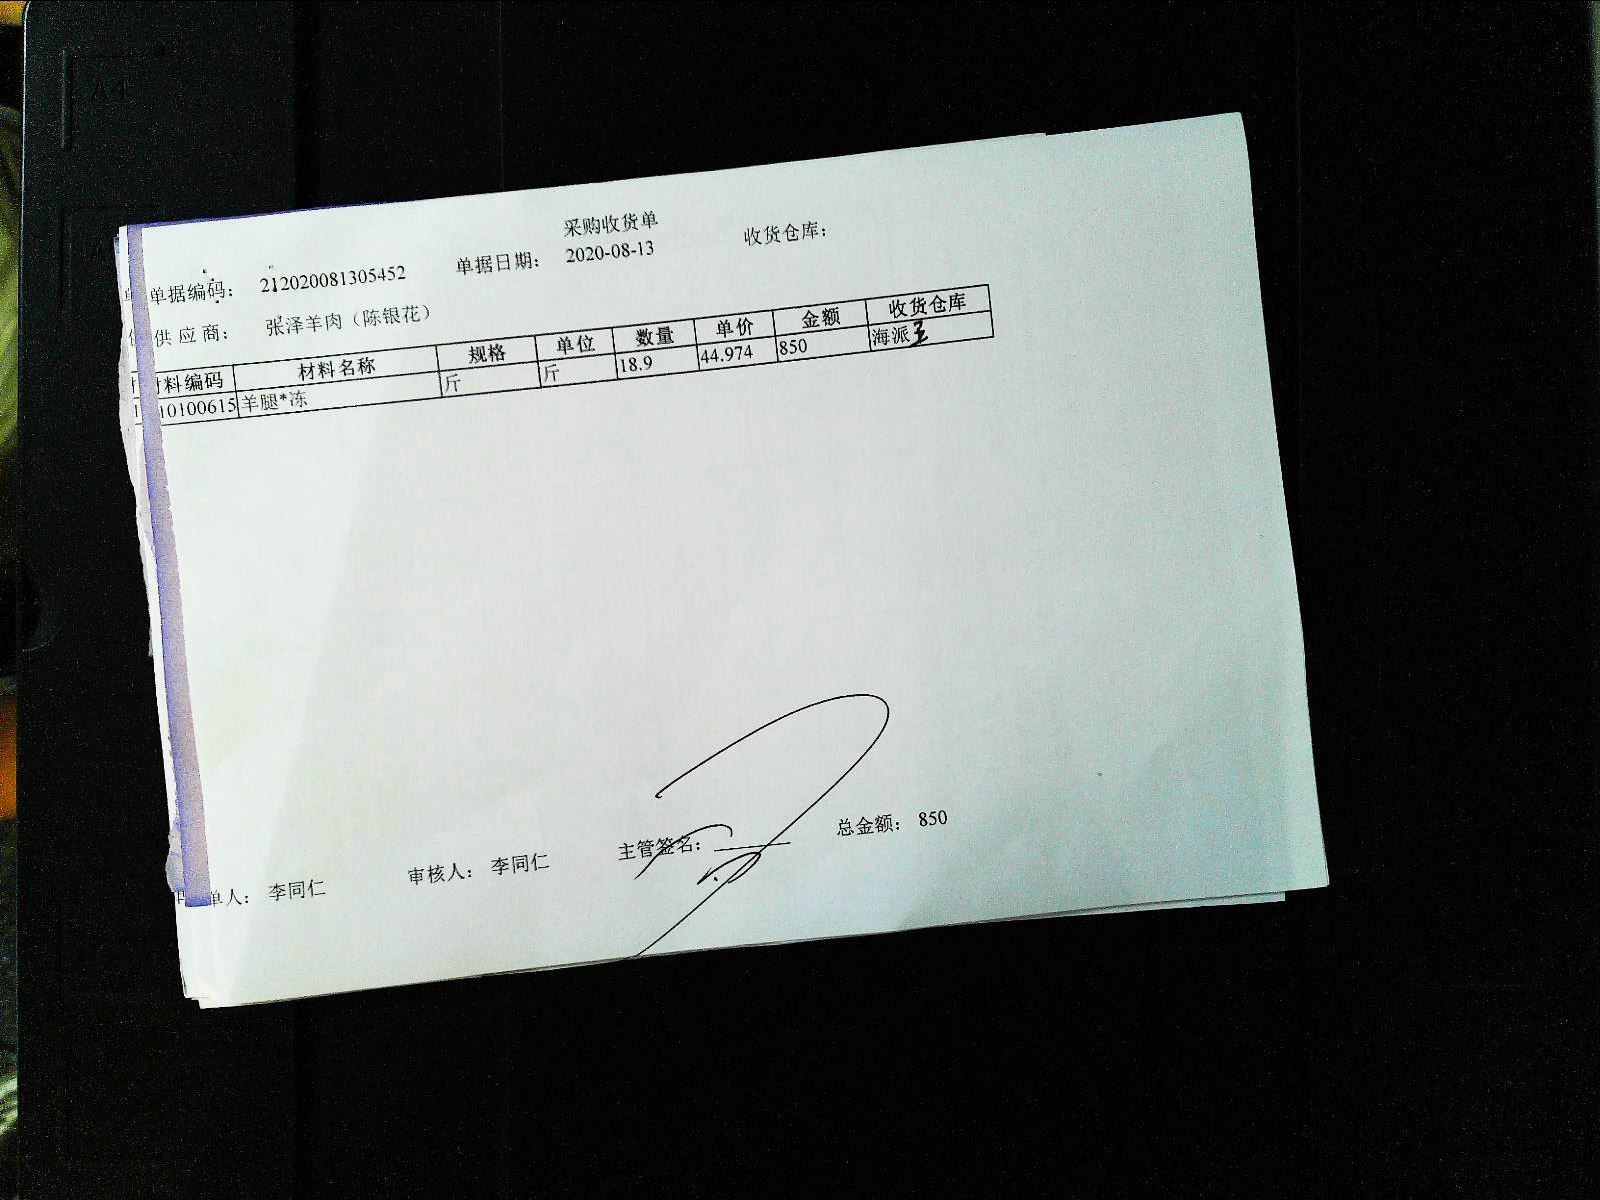 采购收货单
单据编码： 212020081305452 单据日期： 2020-08-13 收货仓库：
供应商： 张泽羊肉（陈银花）
材料编码 材料名称 规格 单位 数量 单价 金额 收货仓库
10100615 羊腿*冻 斤 斤 18.9 44.974 850 海派
单人： 李同仁 审核人： 李同仁 主管签名： 总金额： 850